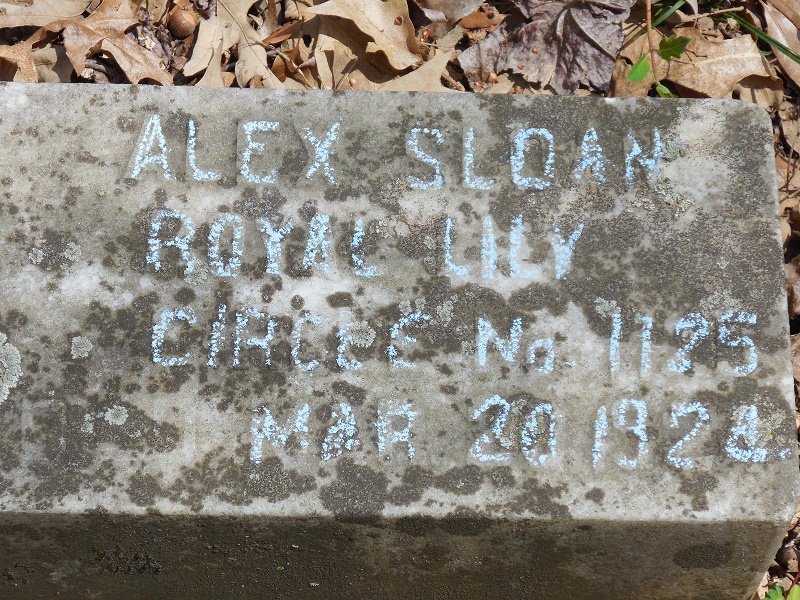 ALEX SLOAN
ROYAL LILY
CIRCLE No. 1125
MAR 20 1924.